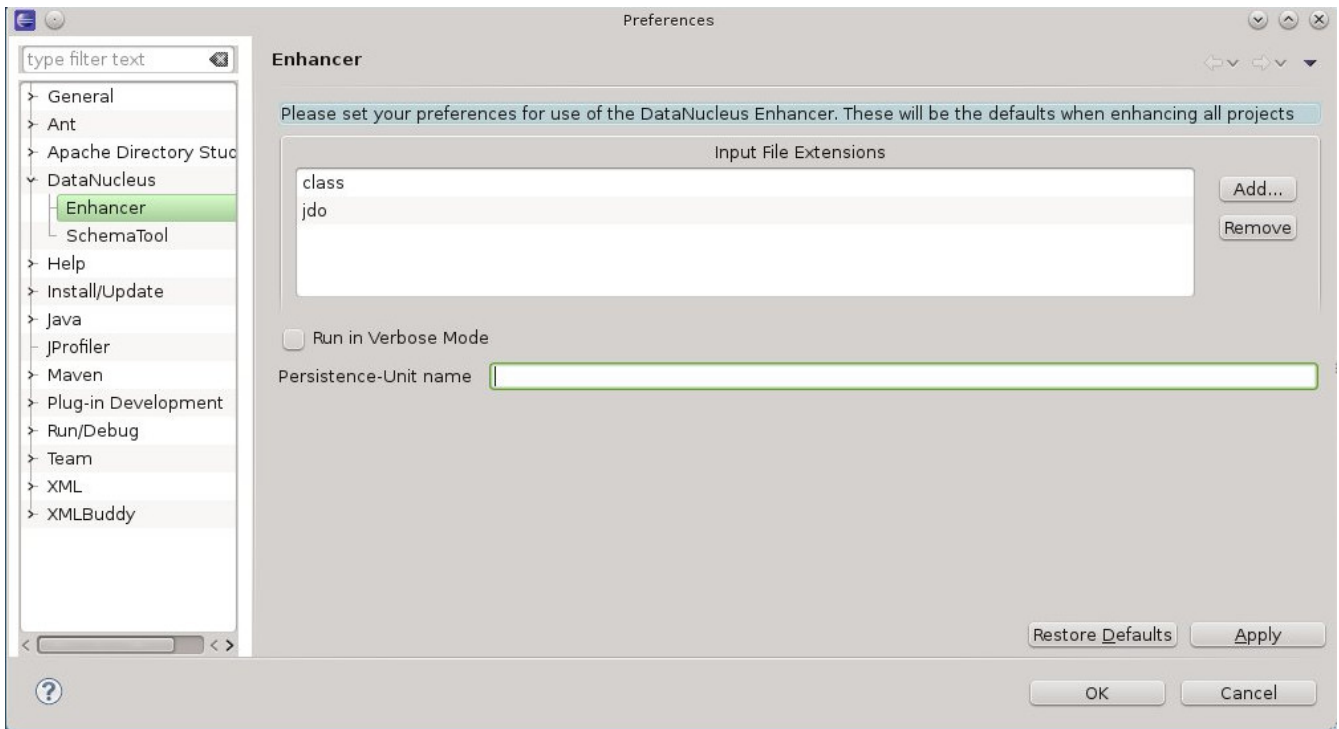 Preferences
type filter text
Enhancer
General
Ant
Apache Directory Stud
DataNucleus
Enhancer
SchemaTool
Help
Install/Update
Java
JProfiler
Maven
Plug-in Development
Run/Debug
Team
XML
XMLBuddy
Please set your preferences for use of the DataNucleus Enhancer. These will be the defaults when enhancing all projects
Input File Extensions
class
jdo
Add...
Remove
Run in Verbose Mode
Persistence-Unit name
Restore Defaults
Apply
?
OK
Cancel